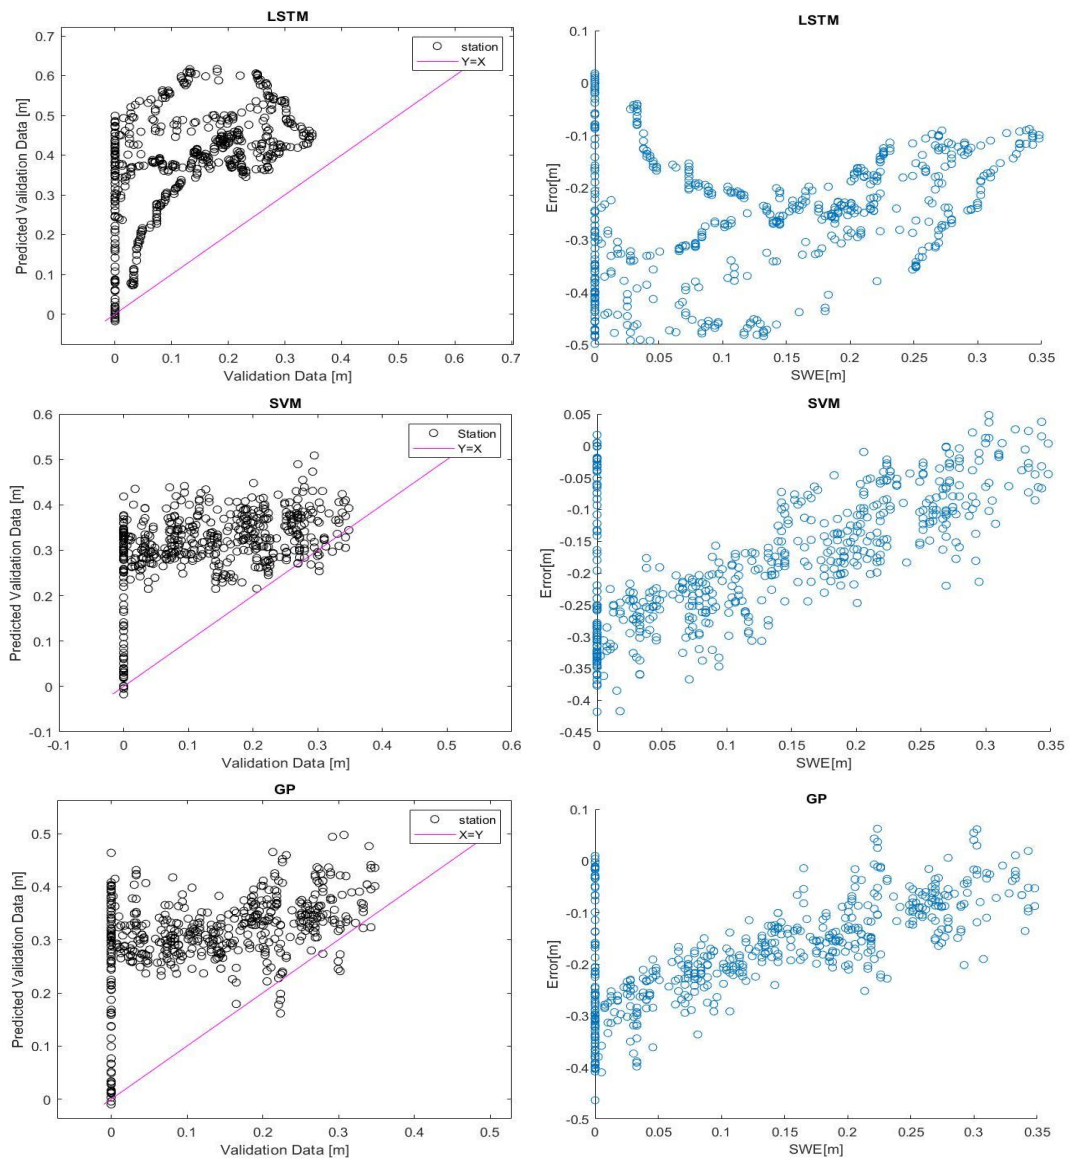 LSTM
0.7
0.6
0.5
0.4
0.3
0.2
0.1
0
Predicted Validation Data [m]
station
Y=X
0 0.1 0.2 0.3 0.4 0.5 0.6 0.7
Validation Data [m]
LSTM
0.1
0
-0.1
-0.2
-0.3
-0.4
-0.5
Error[m]
0 0.05 0.1 0.15 0.2 0.25 0.3 0.35
SWE[m]
SVM
0.6
0.5
0.4
0.3
0.2
0.1
0
-0.1
Predicted Validation Data [m]
Station
Y=X
-0.1 0 0.1 0.2 0.3 0.4 0.5 0.6
Validation Data [m]
SVM
0.05
0
-0.05
-0.1
-0.15
-0.2
-0.25
-0.3
-0.35
-0.4
-0.45
Error[m]
0 0.05 0.1 0.15 0.2 0.25 0.3 0.35
SWE[m]
GP
0.5
0.4
0.3
0.2
0.1
0
Predicted Validation Data [m]
station
X=Y
0 0.1 0.2 0.3 0.4 0.5
Validation Data [m]
GP
0.1
0
-0.1
-0.2
-0.3
-0.4
-0.5
Error[m]
0 0.05 0.1 0.15 0.2 0.25 0.3 0.35
SWE[m]